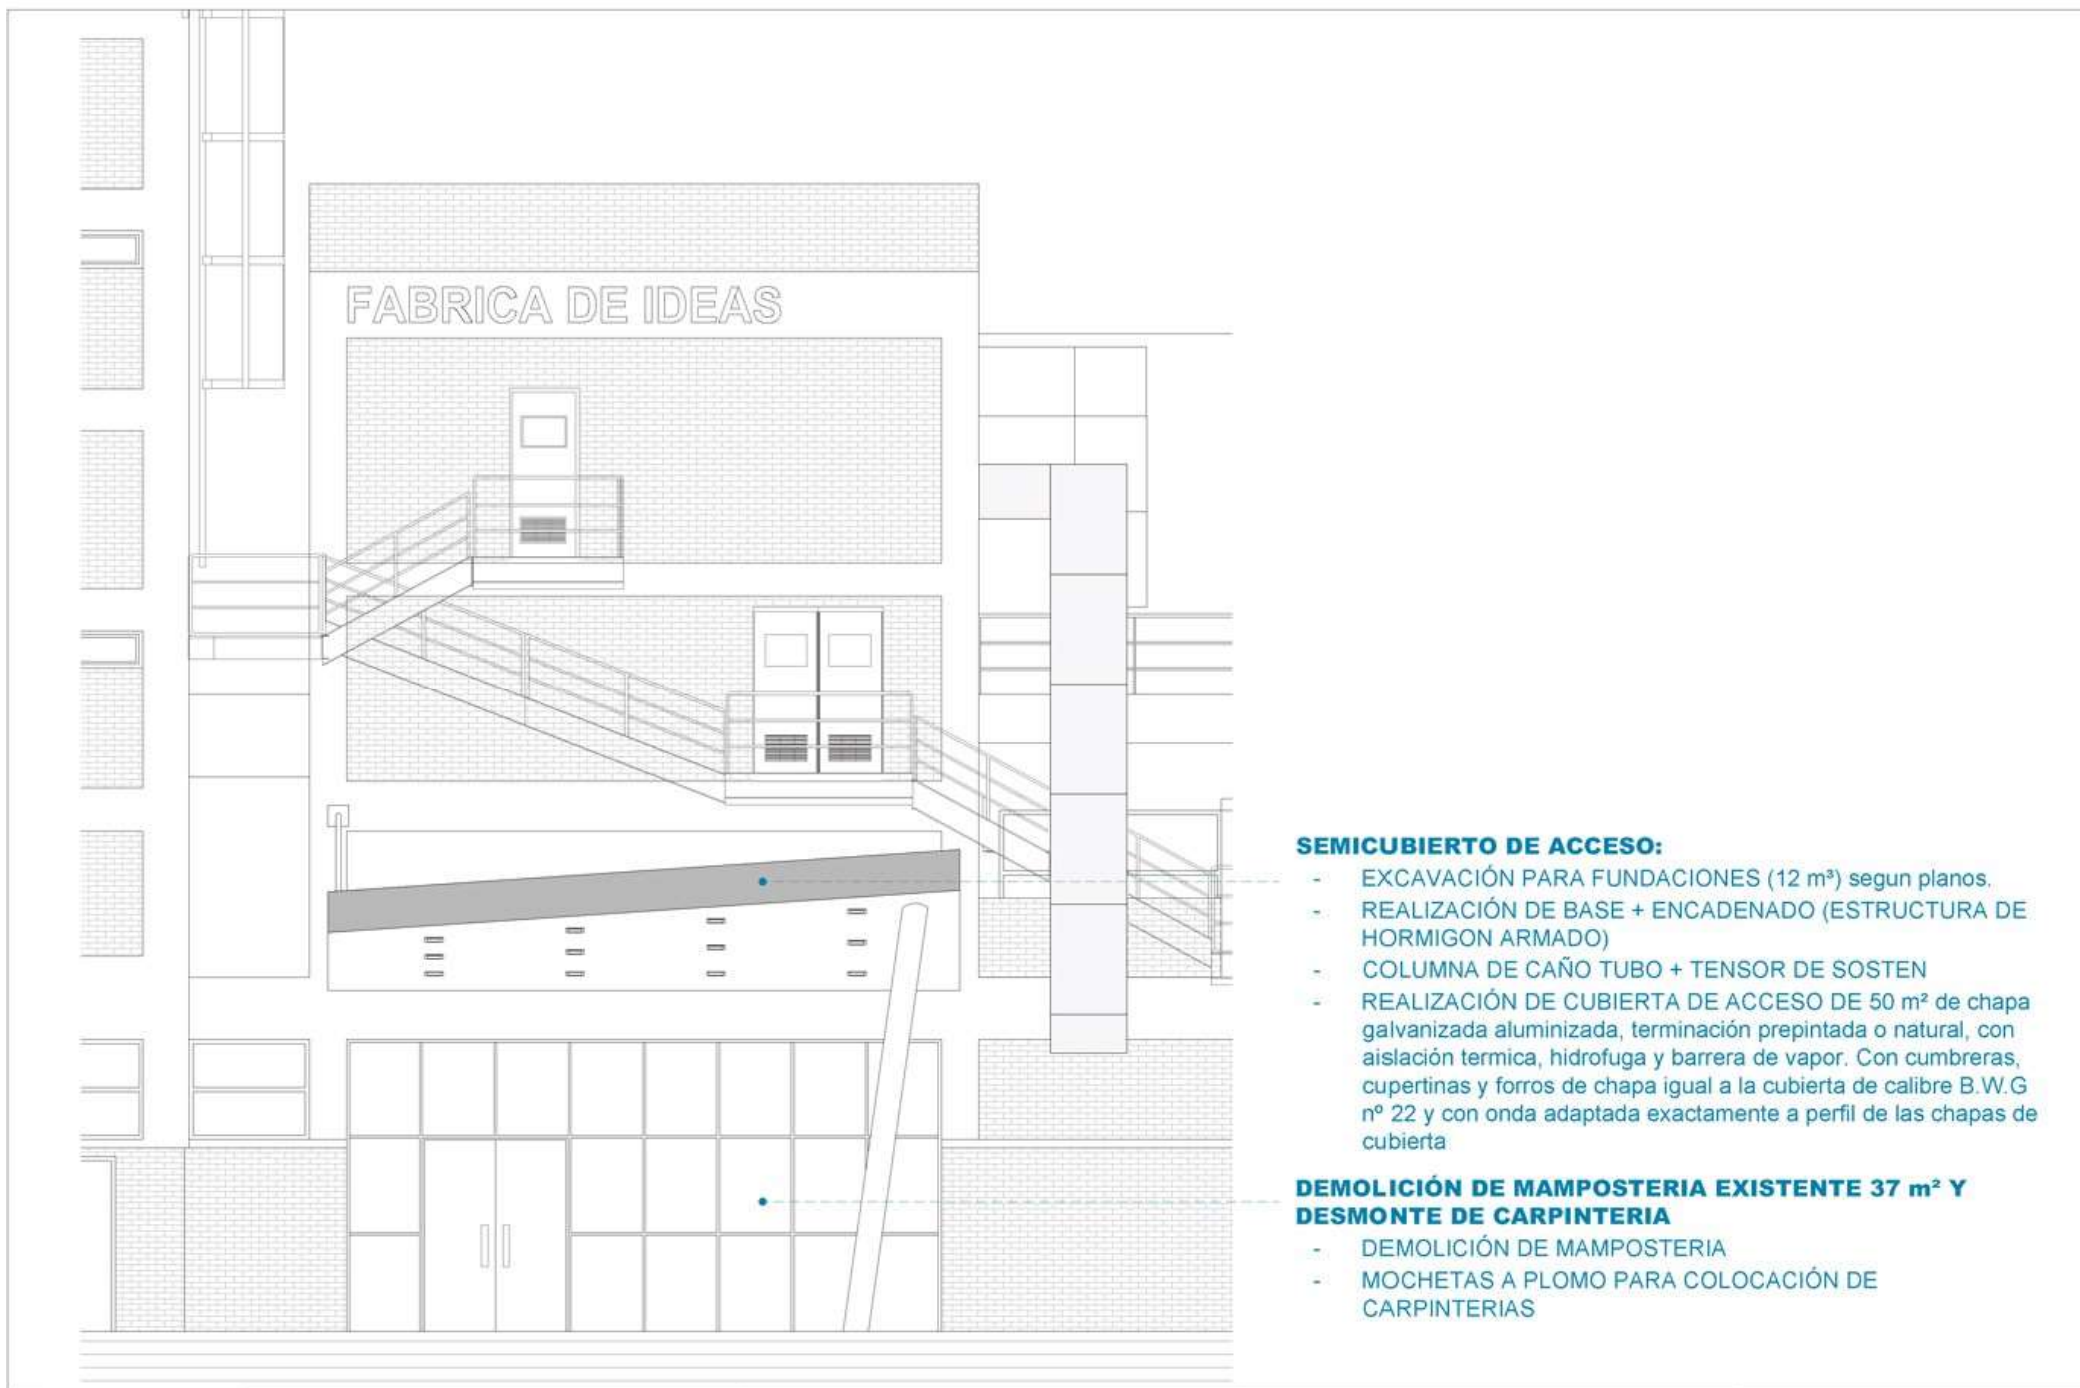 FABRICA DE IDEAS
SEMICUBIERTO DE ACCESO:
- EXCAVACIÓN PARA FUNDACIONES (12 m³) segun planos.
- REALIZACIÓN DE BASE + ENCADENADO (ESTRUCTURA DE
HORMIGON ARMADO)
- COLUMNA DE CAÑO TUBO + TENSOR DE SOSTEN
- REALIZACIÓN DE CUBIERTA DE ACCESO DE 50 m² de chapa
galvanizada aluminizada, terminación prepintada o natural, con
aislación termica, hidrofuga y barrera de vapor. Con cumbreras,
cupertinas y forros de chapa igual a la cubierta de calibre B.W.G
nº 22 y con onda adaptada exactamente a perfil de las chapas de
cubierta
DEMOLICIÓN DE MAMPOSTERIA EXISTENTE 37 m² Y
DESMONTE DE CARPINTERIA
- DEMOLICIÓN DE MAMPOSTERIA
- MOCHETAS A PLOMO PARA COLOCACIÓN DE
CARPINTERIAS